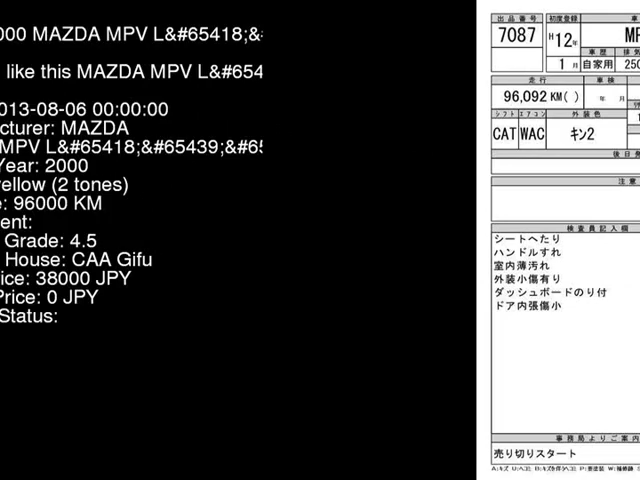 000 MAZDA MPV L&#65418;&#
like this MAZDA MPV L&#654
013-08-06 00:00:00
cturer: MAZDA
MPV L&#65418;&#65439;&#65
Year: 2000
ellow (2 tones)
e: 96000 KM
ent:
Grade: 4.5
House: CAA Gifu
ice: 38000 JPY
Price: 0 JPY
Status:
出品番号
初度登録
車
7087
H12年
MP
車歴
排気
1月
自家用
250
走行
車検
96,092 KM( )
年 月
シフト
エアコン
外装色
CAT
WAC
キン2
後日発
注意
検査員記入欄
シートへたり
ハンドルすれ
室内薄汚れ
外装小傷有り
ダッシュボードのり付
ドア内張傷小
事務局よりご案内
売り切りスタート